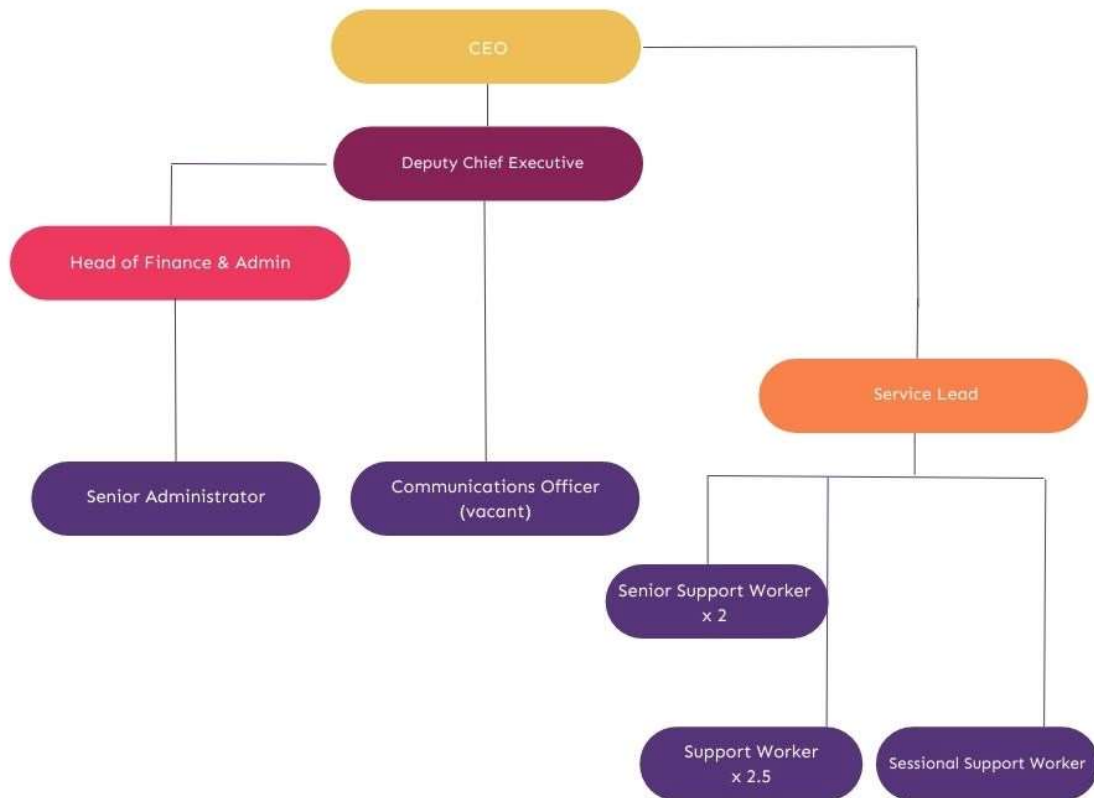 CEO
Deputy Chief Executive
Head of Finance & Admin
Service Lead
Senior Administrator
Communications Officer
(vacant)
Senior Support Worker
x 2
Support Worker
x 2.5
Sessional Support Worker